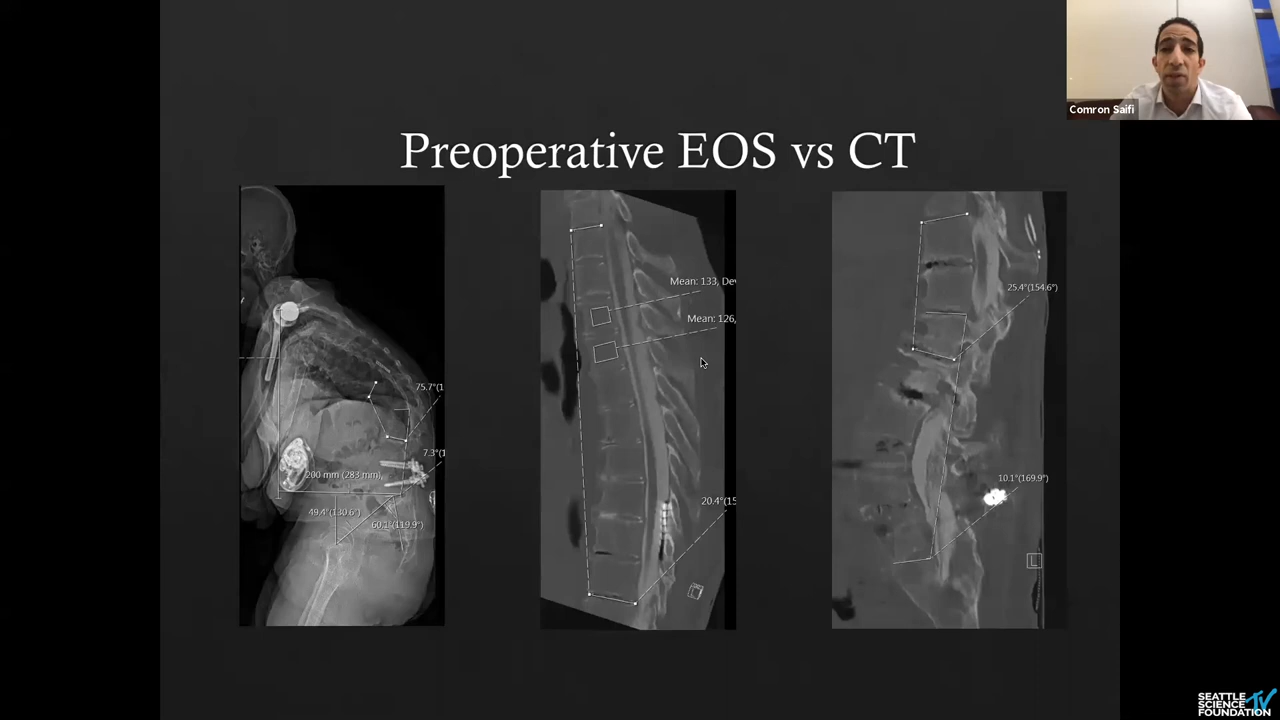 Comron Saifi
Preoperative EOS vs CT
75.7°(1
7.3°(1
200 mm (283 mm)
49.4°(130.6°)
60.1°(119.9°)
Mean: 133, De
Mean: 126,
20.4°(15
25.4°(154.6°)
10.1°(169.9°)
L
SEATTLE
SCIENCE
FOUNDATION
TV